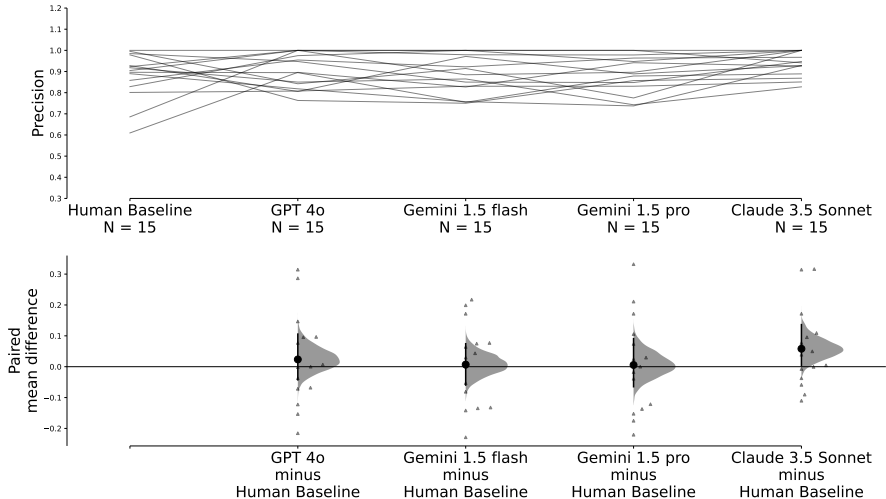 1.2
1.1
1.0
0.9
0.8
0.7
0.6
0.5
0.4
0.3
Precision
Human Baseline GPT 4o Gemini 1.5 flash Gemini 1.5 pro Claude 3.5 Sonnet
N = 15 N = 15 N = 15 N = 15 N = 15
0.3
0.2
0.1
0.0
−0.1
−0.2
Paired
mean difference
GPT 4o Gemini 1.5 flash Gemini 1.5 pro Claude 3.5 Sonnet
minus minus minus minus
Human Baseline Human Baseline Human Baseline Human Baseline